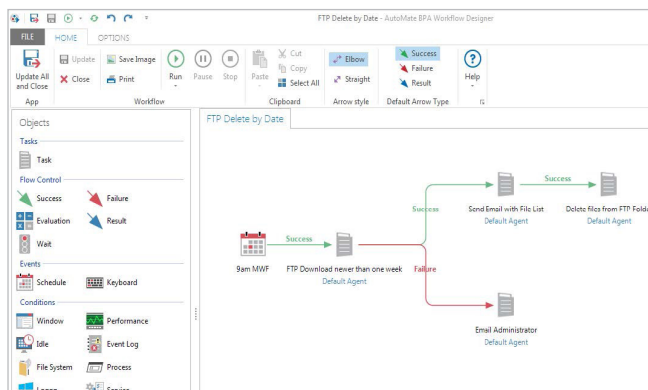 FTP Delete by Date - AutoMate BPA Workflow Designer
FILE HOME OPTIONS
Update All and Close
Update
Close
Save Image
Print
Run
Pause
Stop
Paste
Cut
Copy
Select All
Elbow
Straight
Success
Failure
Result
Help
App Workflow Clipboard Arrow style Default Arrow Type
Objects
Tasks
Task
Flow Control
Success Failure
Evaluation Result
Wait
Events
Schedule Keyboard
Conditions
Window Performance
Idle Event Log
File System Process
Logon Service
FTP Delete by Date
Success
Success
Send Email with File List
Default Agent
Delete files from FTP Fold
Default Agent
Success
9am MWF
FTP Download newer than one week
Default Agent
Failure
Email Administrator
Default Agent